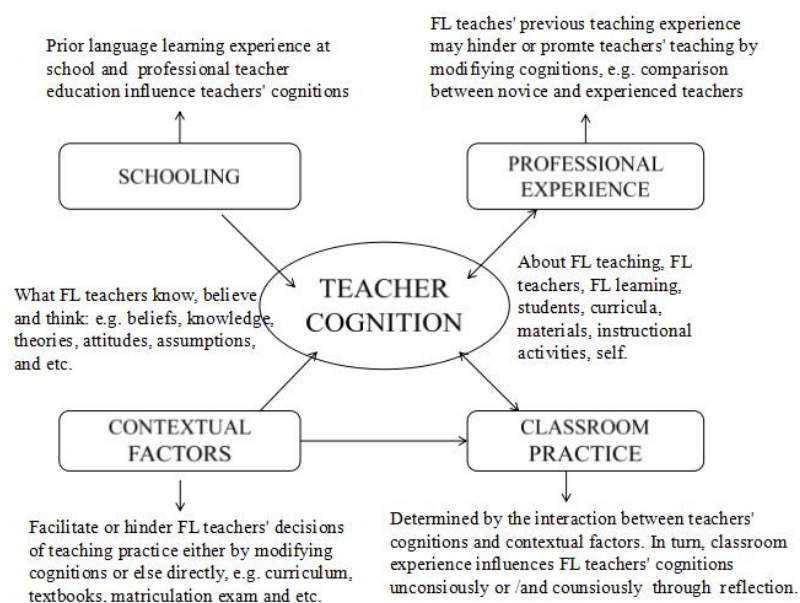 Prior language learning experience at
school and professional teacher
education influence teachers' cognitions
FL teaches' previous teaching experience
may hinder or promte teachers' teaching by
modifiying cognitions, e.g. comparison
between novice and experienced teachers
SCHOOLING
PROFESSIONAL
EXPERIENCE
What FL teachers know, believe
and think: e.g. beliefs, knowledge,
theories, attitudes, assumptions,
and etc.
TEACHER
COGNITION
About FL teaching, FL
teachers, FL learning,
students, curricula,
materials, instructional
activities, self.
CONTEXTUAL
FACTORS
CLASSROOM
PRACTICE
Facilitate or hinder FL teachers' decisions
of teaching practice either by modifying
cognitions or else directly, e.g. curriculum,
textbooks, matriculation exam and etc.
Determined by the interaction between teachers'
cognitions and contextual factors. In turn, classroom
experience influences FL teachers' cognitions
unconsiously or /and counsiously through reflection.